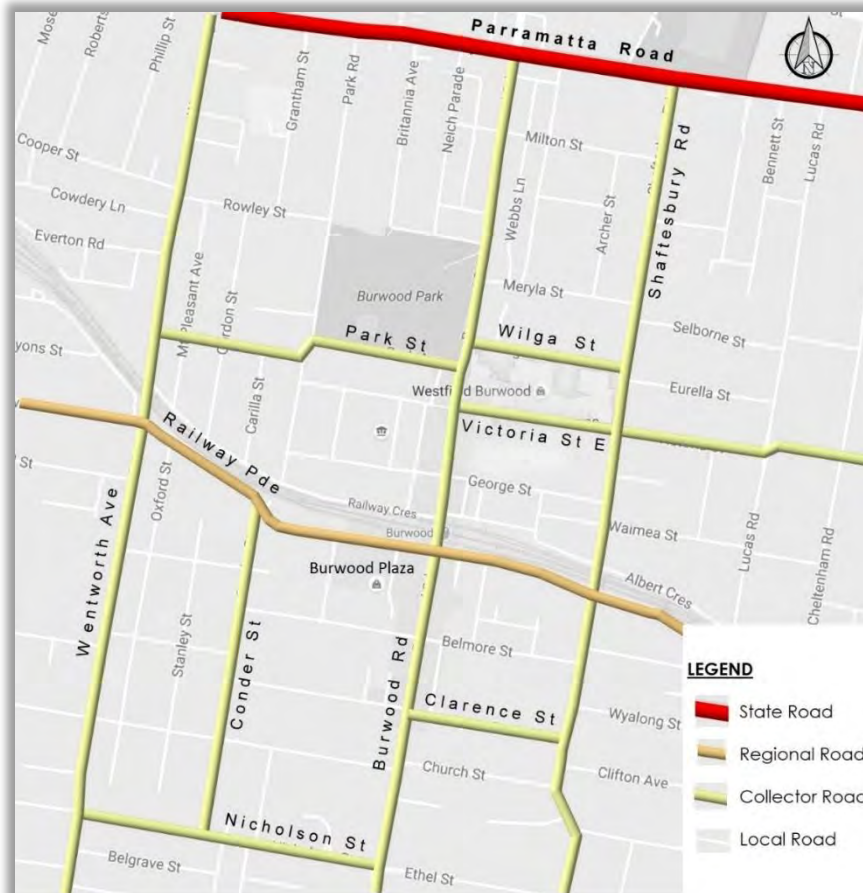 Parramatta Road
N
Roberts
Phillip St
Grantham St
Park Rd
Britannia Ave
Neich Parade
Milton St
Bennett St
Lucas Rd
Cooper St
Cowdery Ln
Everton Rd
Rowley St
Webbs Ln
Archer St
Shaftesbury Rd
Mt Pleasant Ave
Gordon St
Burwood Park
Meryla St
Selborne St
yons St
Park St
Wilga St
Carilla St
Westfield Burwood
Eurella St
Railway Pde
Victoria St E
St
Oxford St
George St
Railway Cres
Burwood
Waimea St
Lucas Rd
Cheltenham Rd
Wentworth Ave
Burwood Plaza
Albert Cres
Stanley St
Conder St
Burwood Rd
Belmore St
Clarence St
Wyalong St
Church St
Clifton Ave
Nicholson St
Belgrave St
Ethel St
LEGEND
State Road
Regional Road
Collector Road
Local Road